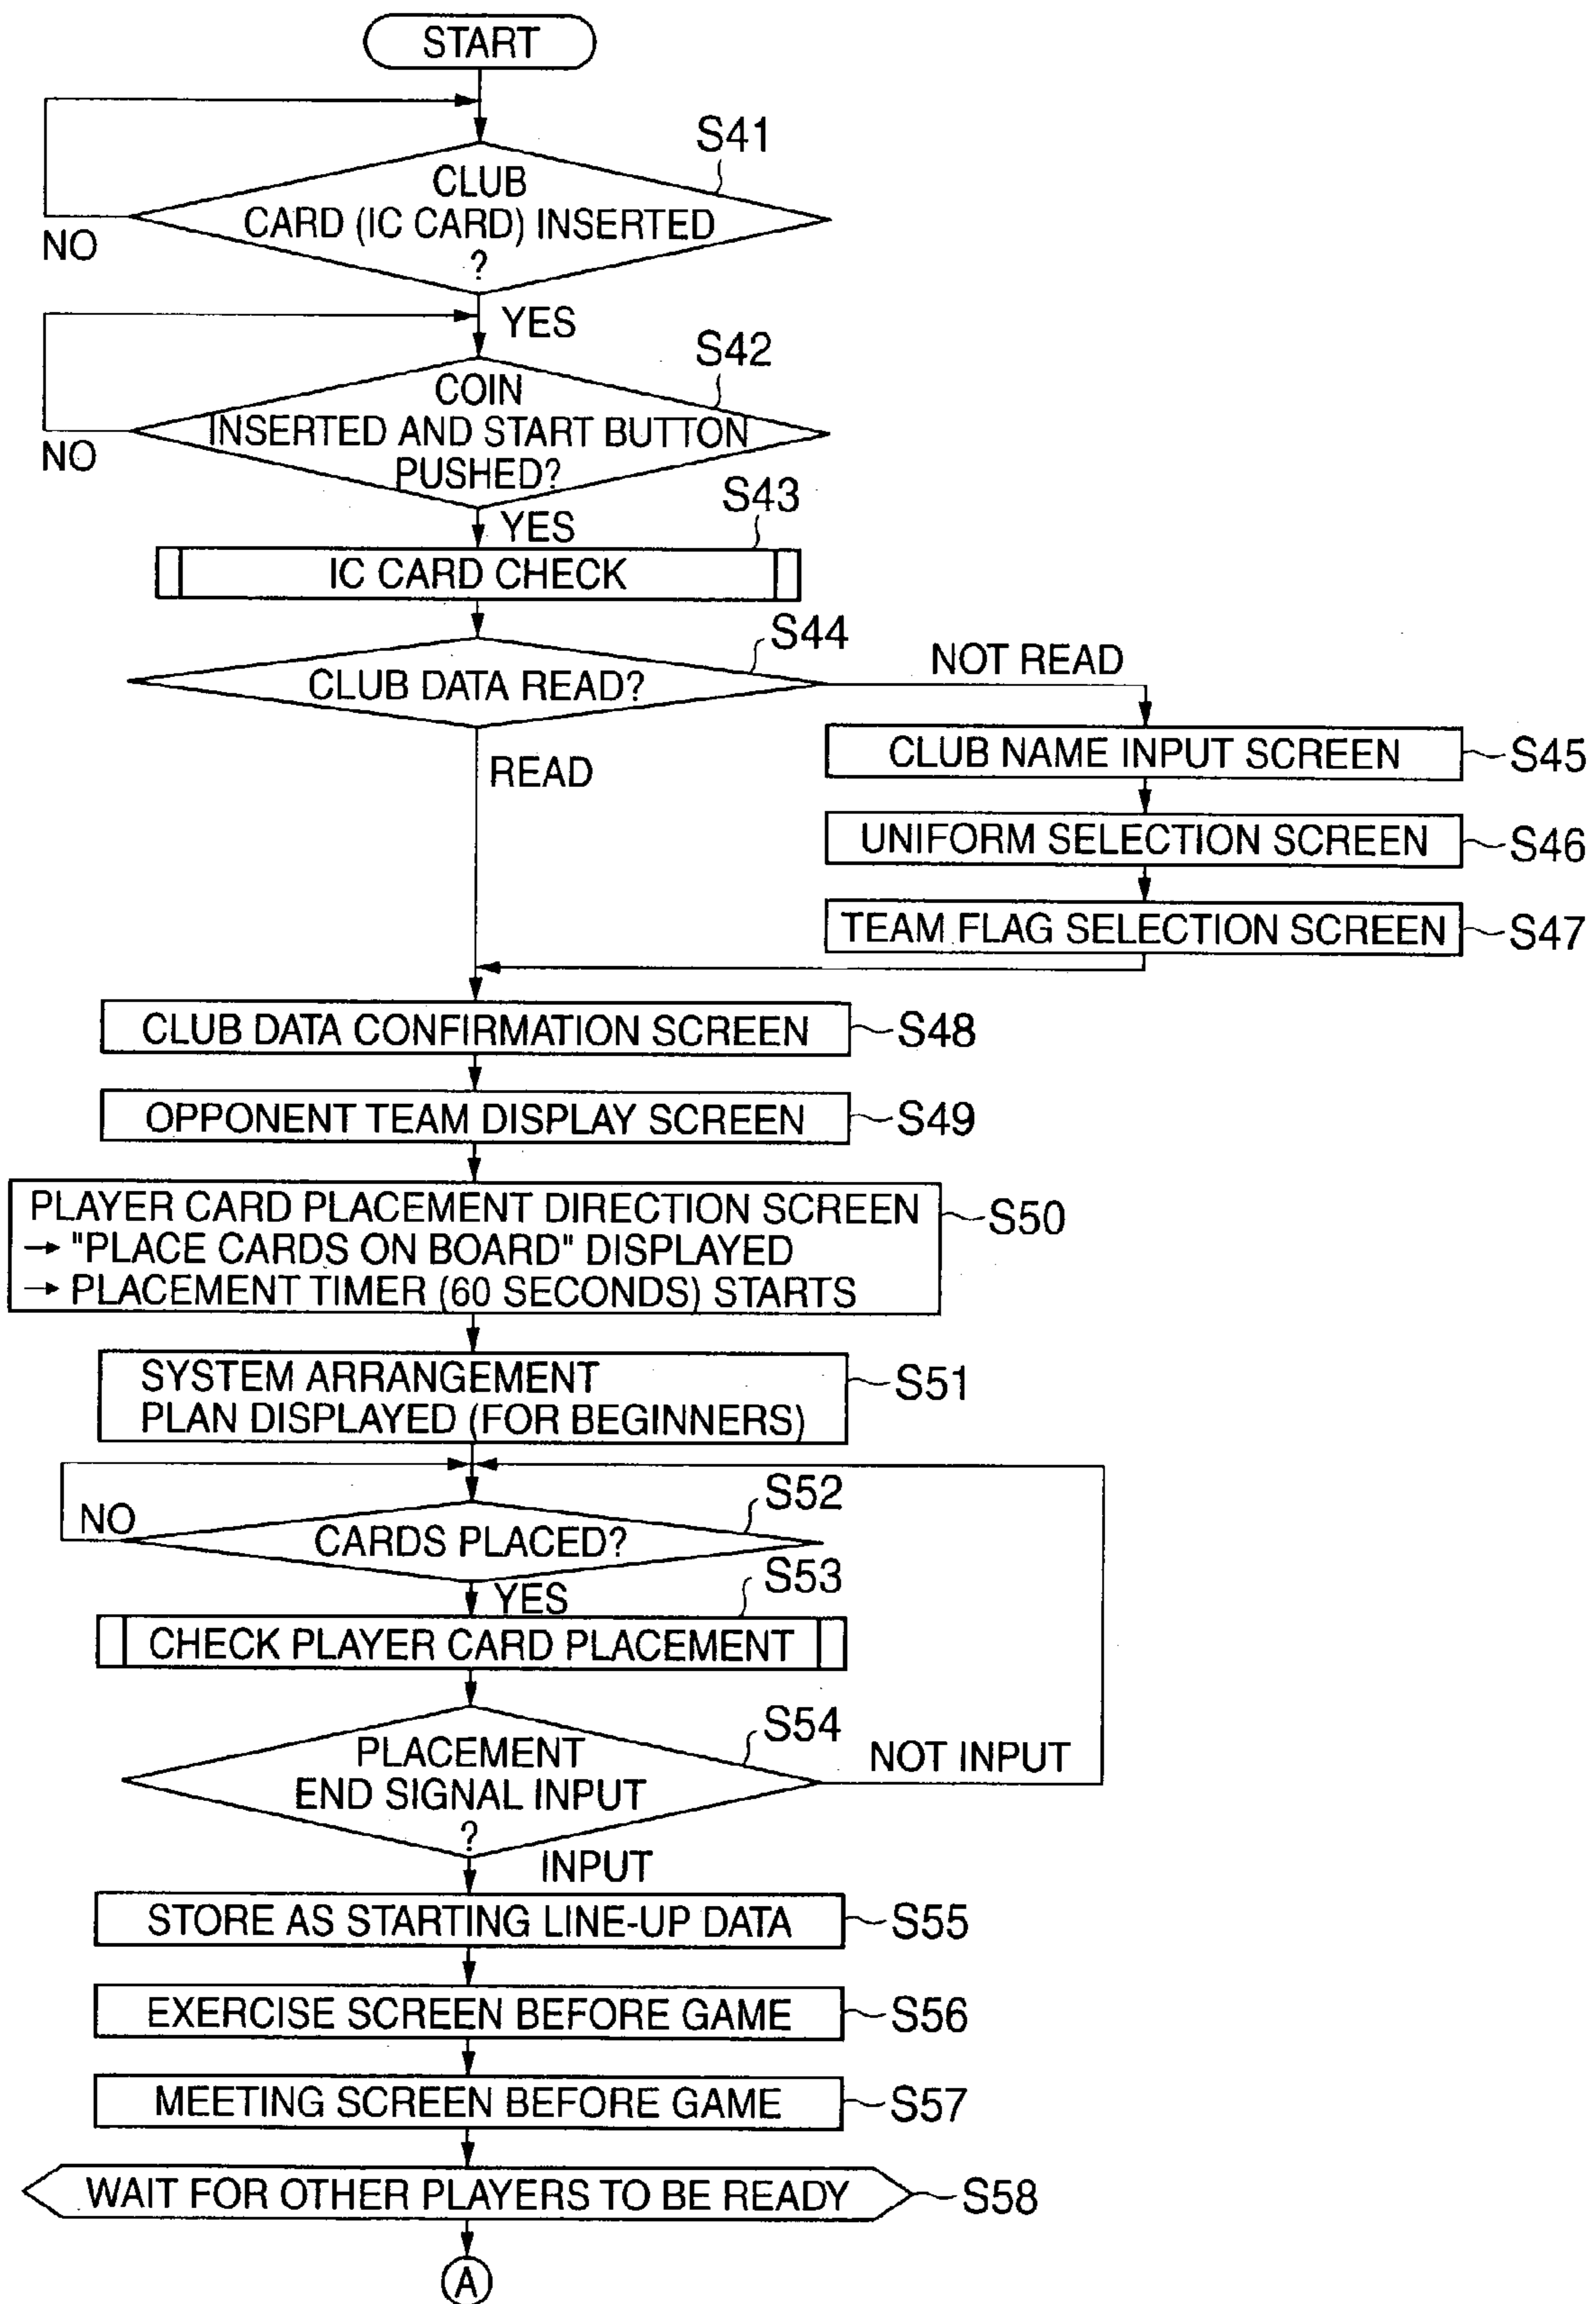 START
S41
CLUB
CARD (IC CARD) INSERTED
?
NO
YES
S42
COIN
INSERTED AND START BUTTON
PUSHED?
NO
YES
S43
IC CARD CHECK
S44
CLUB DATA READ?
NOT READ
READ
CLUB NAME INPUT SCREEN
S45
UNIFORM SELECTION SCREEN
S46
TEAM FLAG SELECTION SCREEN
S47
CLUB DATA CONFIRMATION SCREEN
S48
OPPONENT TEAM DISPLAY SCREEN
S49
PLAYER CARD PLACEMENT DIRECTION SCREEN
→ "PLACE CARDS ON BOARD" DISPLAYED
→ PLACEMENT TIMER (60 SECONDS) STARTS
S50
SYSTEM ARRANGEMENT
PLAN DISPLAYED (FOR BEGINNERS)
S51
S52
NO
CARDS PLACED?
YES
S53
CHECK PLAYER CARD PLACEMENT
S54
PLACEMENT
END SIGNAL INPUT
?
NOT INPUT
INPUT
STORE AS STARTING LINE-UP DATA
S55
EXERCISE SCREEN BEFORE GAME
S56
MEETING SCREEN BEFORE GAME
S57
WAIT FOR OTHER PLAYERS TO BE READY
S58
A